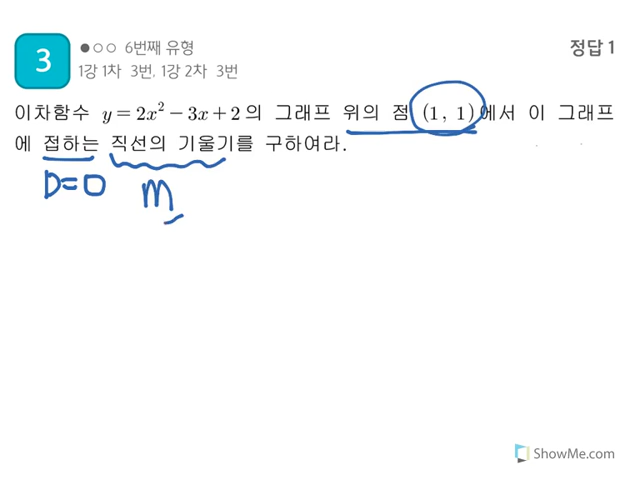 3
●○○ 6번째 유형
정답 1
1강 1차 3번, 1강 2차 3번
이차함수 y = 2x² − 3x + 2 의 그래프 위의 점 (1, 1)에서 이 그래프
에 접하는 직선의 기울기를 구하여라.
D=0 m
ShowMe.com